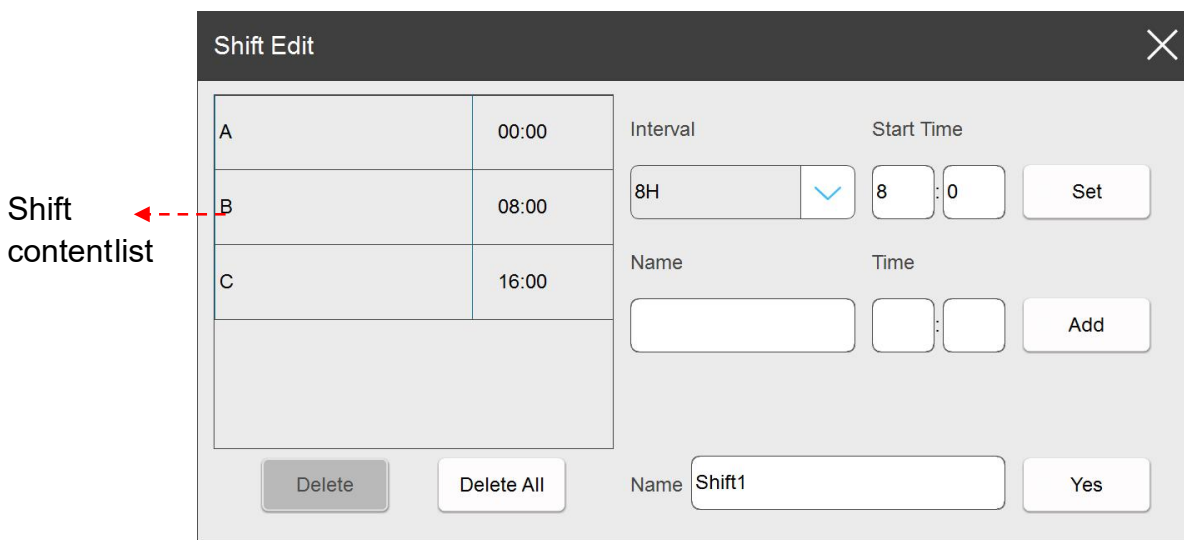 Shift Edit
A 00:00
B 08:00
C 16:00
Shift
contentlist
Interval Start Time
8H 8 : 0 Set
Name Time
: Add
Delete Delete All
Name Shift1 Yes